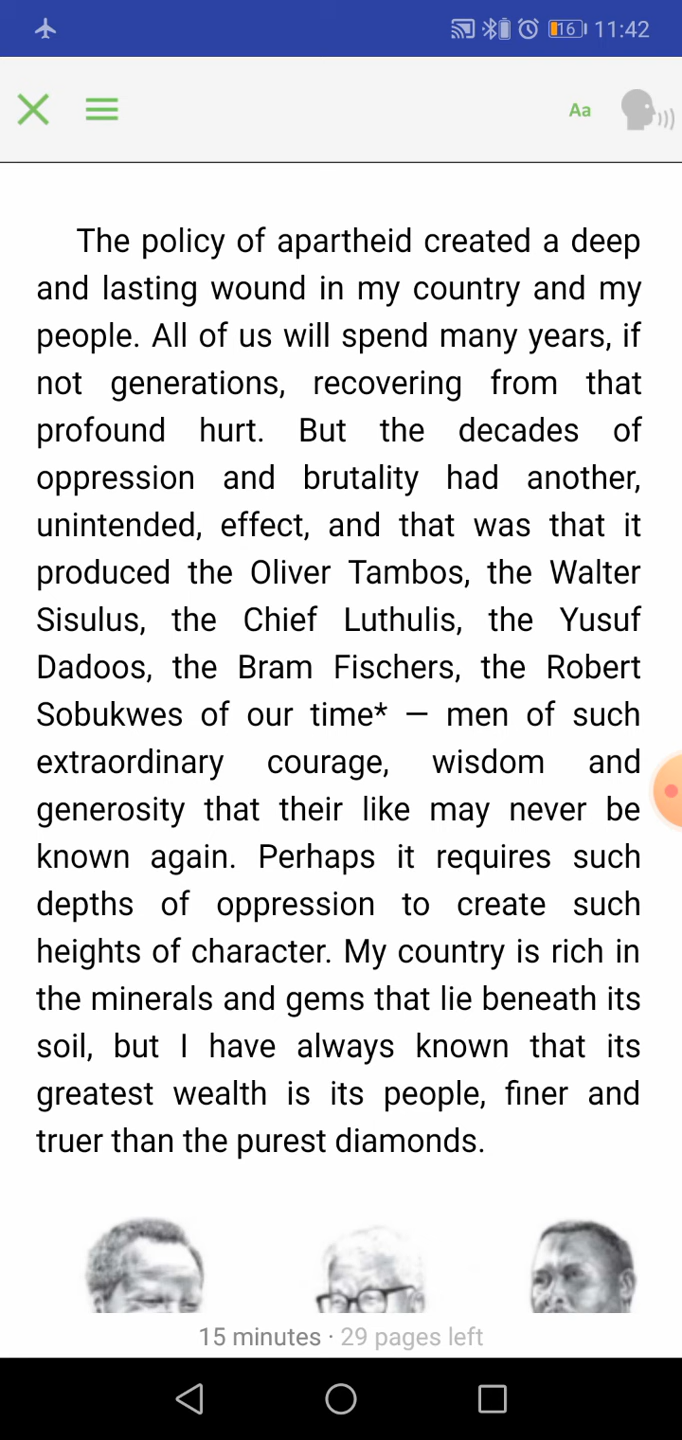 16 11:42
Aa
The policy of apartheid created a deep
and lasting wound in my country and my
people. All of us will spend many years, if
not generations, recovering from that
profound hurt. But the decades of
oppression and brutality had another,
unintended, effect, and that was that it
produced the Oliver Tambos, the Walter
Sisulus, the Chief Luthulis, the Yusuf
Dadoos, the Bram Fischers, the Robert
Sobukwes of our time* – men of such
extraordinary courage, wisdom and
generosity that their like may never be
known again. Perhaps it requires such
depths of oppression to create such
heights of character. My country is rich in
the minerals and gems that lie beneath its
soil, but I have always known that its
greatest wealth is its people, finer and
truer than the purest diamonds.
15 minutes · 29 pages left